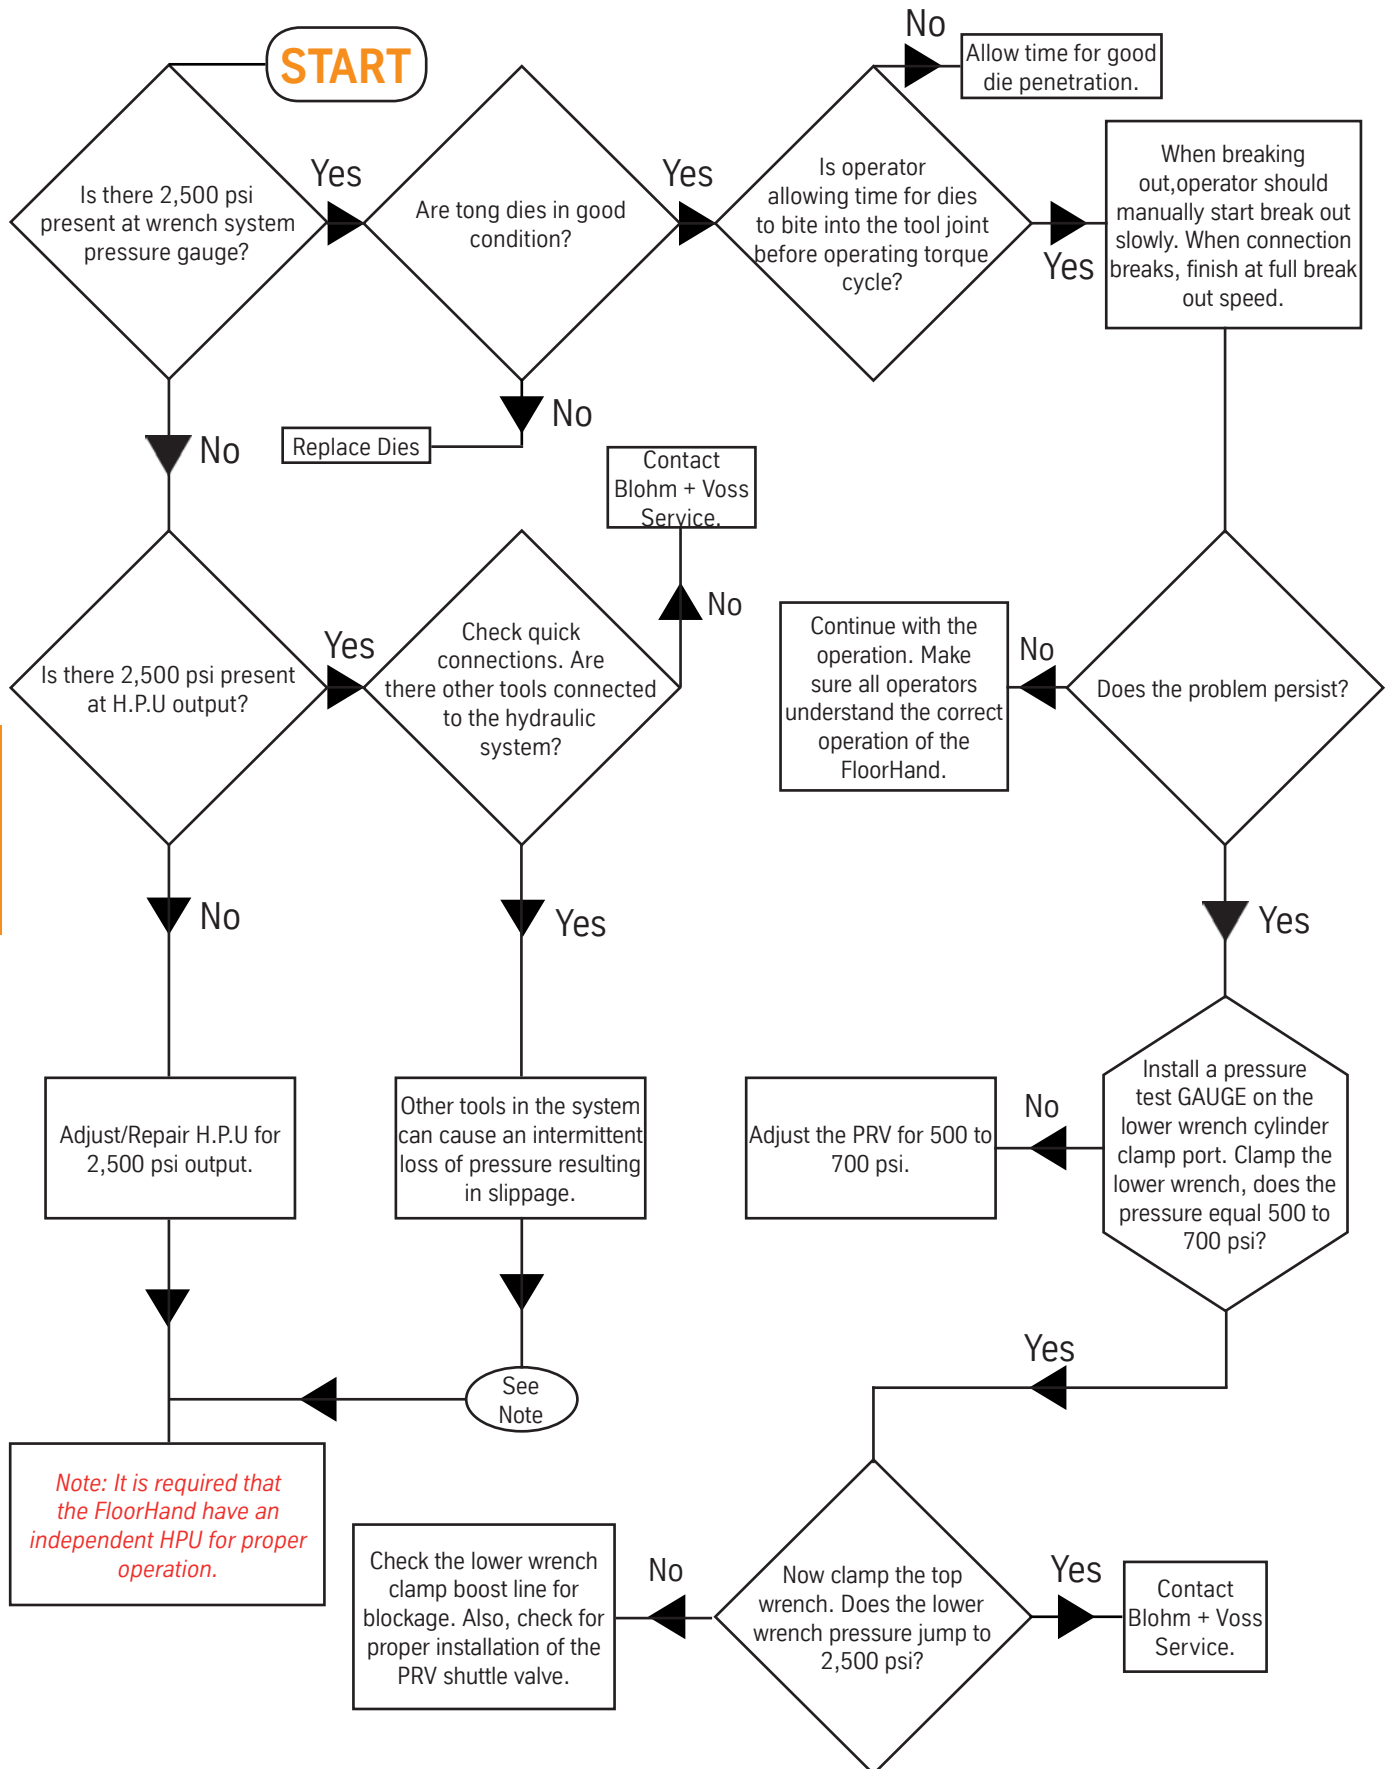 START
Is there 2,500 psi
present at wrench system
pressure gauge?
Yes
Are tong dies in good
condition?
Yes
Is operator
allowing time for dies
to bite into the tool joint
before operating torque
cycle?
No
Allow time for good
die penetration.
Yes
When breaking
out,operator should
manually start break out
slowly. When connection
breaks, finish at full break
out speed.
No
Replace Dies
No
Contact
Blohm + Voss
Service.
No
Is there 2,500 psi present
at H.P.U output?
Yes
Check quick
connections. Are
there other tools connected
to the hydraulic
system?
Continue with the
operation. Make
sure all operators
understand the correct
operation of the
FloorHand.
No
Does the problem persist?
No
Yes
Yes
Adjust/Repair H.P.U for
2,500 psi output.
Other tools in the system
can cause an intermittent
loss of pressure resulting
in slippage.
Adjust the PRV for 500 to
700 psi.
No
Install a pressure
test GAUGE on the
lower wrench cylinder
clamp port. Clamp the
lower wrench, does the
pressure equal 500 to
700 psi?
Yes
See
Note
Note: It is required that
the FloorHand have an
independent HPU for proper
operation.
Check the lower wrench
clamp boost line for
blockage. Also, check for
proper installation of the
PRV shuttle valve.
No
Now clamp the top
wrench. Does the lower
wrench pressure jump to
2,500 psi?
Yes
Contact
Blohm + Voss
Service.